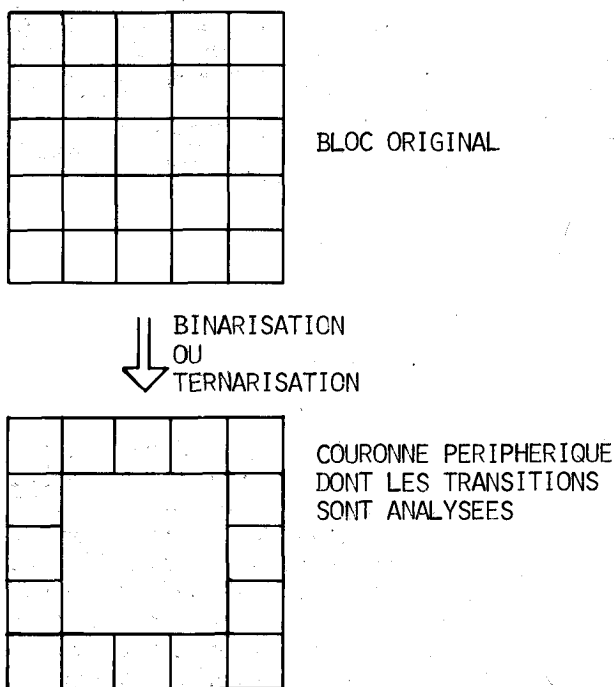 BLOC ORIGINAL
BINARISATION
OU
TERNARISATION
COURONNE PERIPHERIQUE
DONT LES TRANSITIONS
SONT ANALYSEES